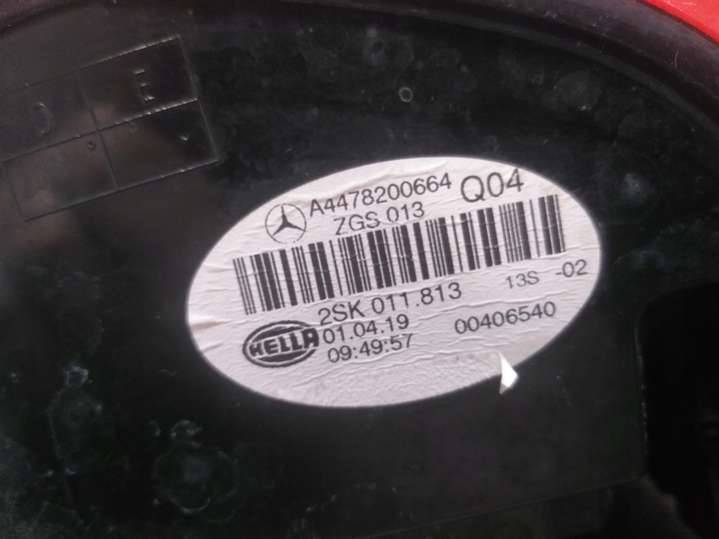 D E
A4478200664 Q04
ZGS 013
2SK 011.813 13S -02
HELLA 01.04.19 00406540
09:49:57